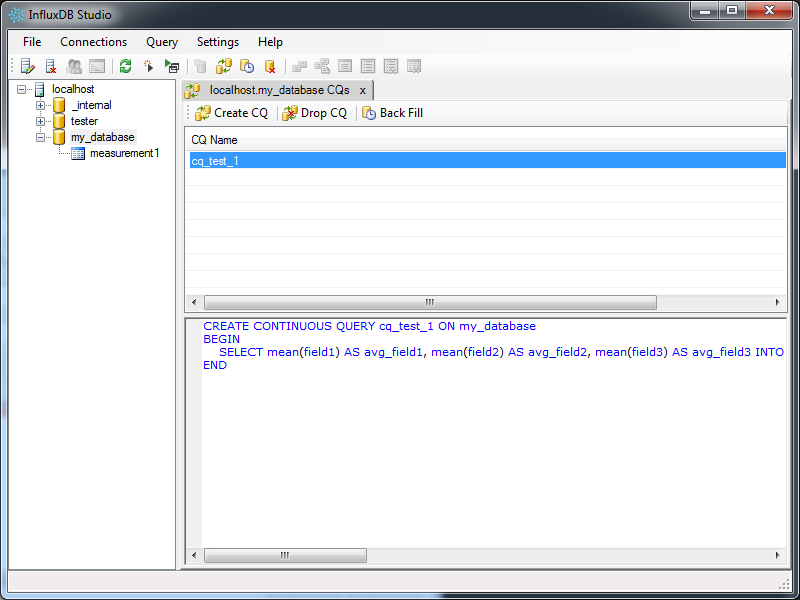 InfluxDB Studio
File Connections Query Settings Help
localhost
_internal
tester
my_database
measurement1
localhost.my_database CQs x
Create CQ Drop CQ Back Fill
CQ Name
cq_test_1
CREATE CONTINUOUS QUERY cq_test_1 ON my_database
BEGIN
SELECT mean(field1) AS avg_field1, mean(field2) AS avg_field2, mean(field3) AS avg_field3 INTO
END